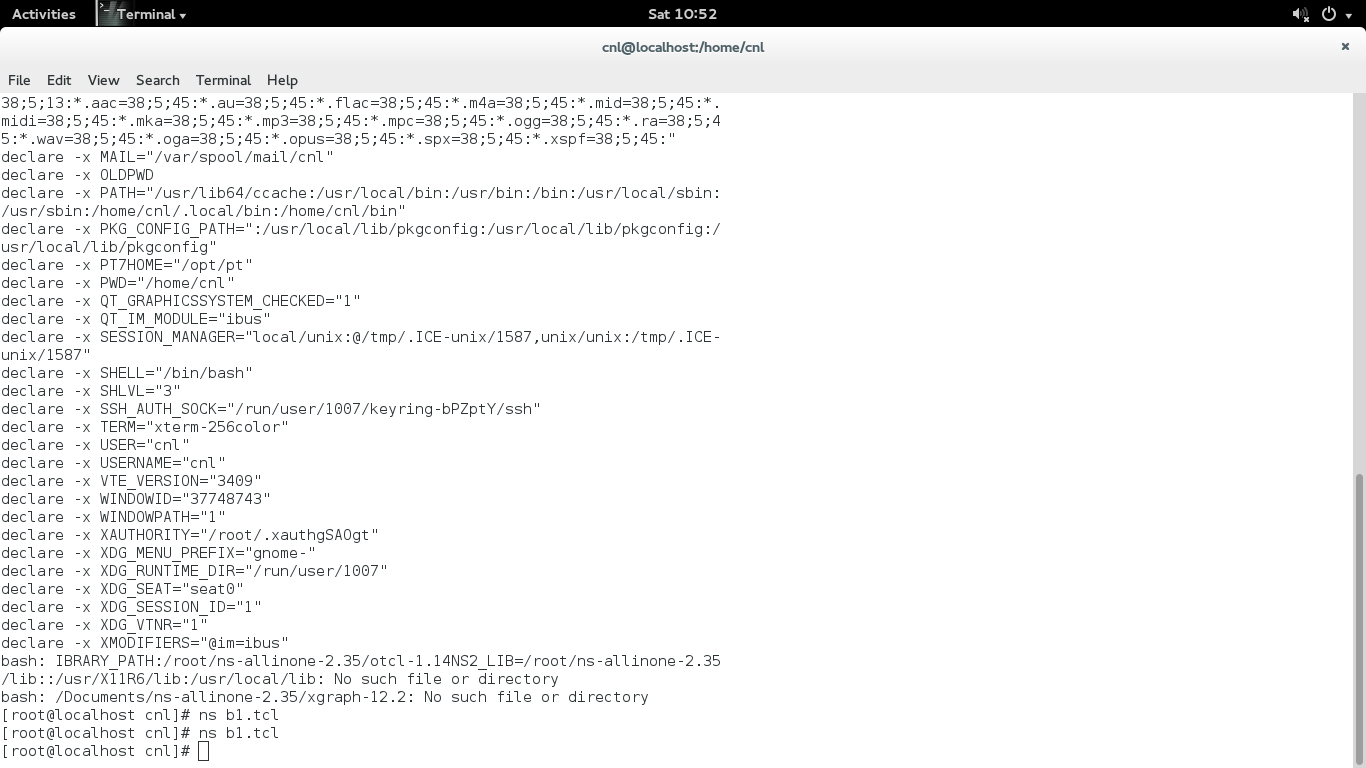 Activities
Terminal
Sat 10:52
cnl@localhost:/home/cnl
File Edit View Search Terminal Help
38;5;13:*.aac=38;5;45:*.au=38;5;45:*.flac=38;5;45:*.m4a=38;5;45:*.mid=38;5;45:*.
midi=38;5;45:*.mka=38;5;45:*.mp3=38;5;45:*.mpc=38;5;45:*.ogg=38;5;45:*.ra=38;5;4
5:*.wav=38;5;45:*.oga=38;5;45:*.opus=38;5;45:*.spx=38;5;45:*.xspf=38;5;45:"
declare -x MAIL="/var/spool/mail/cnl"
declare -x OLDPWD
declare -x PATH="/usr/lib64/ccache:/usr/local/bin:/usr/bin:/bin:/usr/local/sbin:
/usr/sbin:/home/cnl/.local/bin:/home/cnl/bin"
declare -x PKG_CONFIG_PATH=":/usr/local/lib/pkgconfig:/usr/local/lib/pkgconfig:/
usr/local/lib/pkgconfig"
declare -x PT7HOME="/opt/pt"
declare -x PWD="/home/cnl"
declare -x QT_GRAPHICSSYSTEM_CHECKED="1"
declare -x QT_IM_MODULE="ibus"
declare -x SESSION_MANAGER="local/unix:@/tmp/.ICE-unix/1587,unix/unix:/tmp/.ICE-
unix/1587"
declare -x SHELL="/bin/bash"
declare -x SHLVL="3"
declare -x SSH_AUTH_SOCK="/run/user/1007/keyring-bPZptY/ssh"
declare -x TERM="xterm-256color"
declare -x USER="cnl"
declare -x USERNAME="cnl"
declare -x VTE_VERSION="3409"
declare -x WINDOWID="37748743"
declare -x WINDOWPATH="1"
declare -x XAUTHORITY="/root/.xauthgSAOgt"
declare -x XDG_MENU_PREFIX="gnome-"
declare -x XDG_RUNTIME_DIR="/run/user/1007"
declare -x XDG_SEAT="seat0"
declare -x XDG_SESSION_ID="1"
declare -x XDG_VTNR="1"
declare -x XMODIFIERS="@im=ibus"
bash: IBRARY_PATH:/root/ns-allinone-2.35/otcl-1.14NS2_LIB=/root/ns-allinone-2.35
/lib::/usr/X11R6/lib:/usr/local/lib: No such file or directory
bash: /Documents/ns-allinone-2.35/xgraph-12.2: No such file or directory
[root@localhost cnl]# ns b1.tcl
[root@localhost cnl]# ns b1.tcl
[root@localhost cnl]#